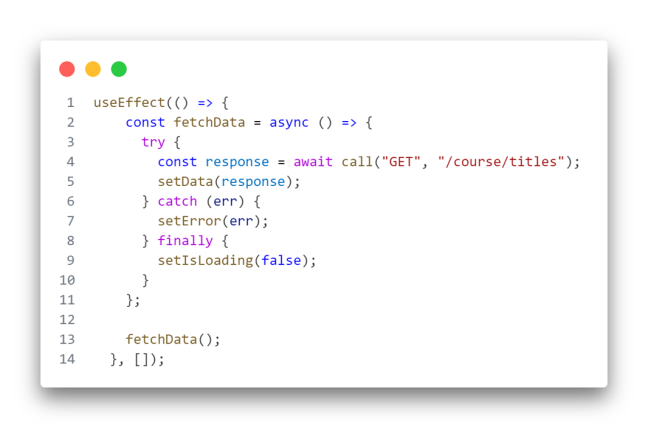 1 useEffect(() => {
2     const fetchData = async () => {
3       try {
4         const response = await call("GET", "/course/titles");
5         setData(response);
6       } catch (err) {
7         setError(err);
8       } finally {
9         setIsLoading(false);
10       }
11     };
12
13     fetchData();
14   }, []);